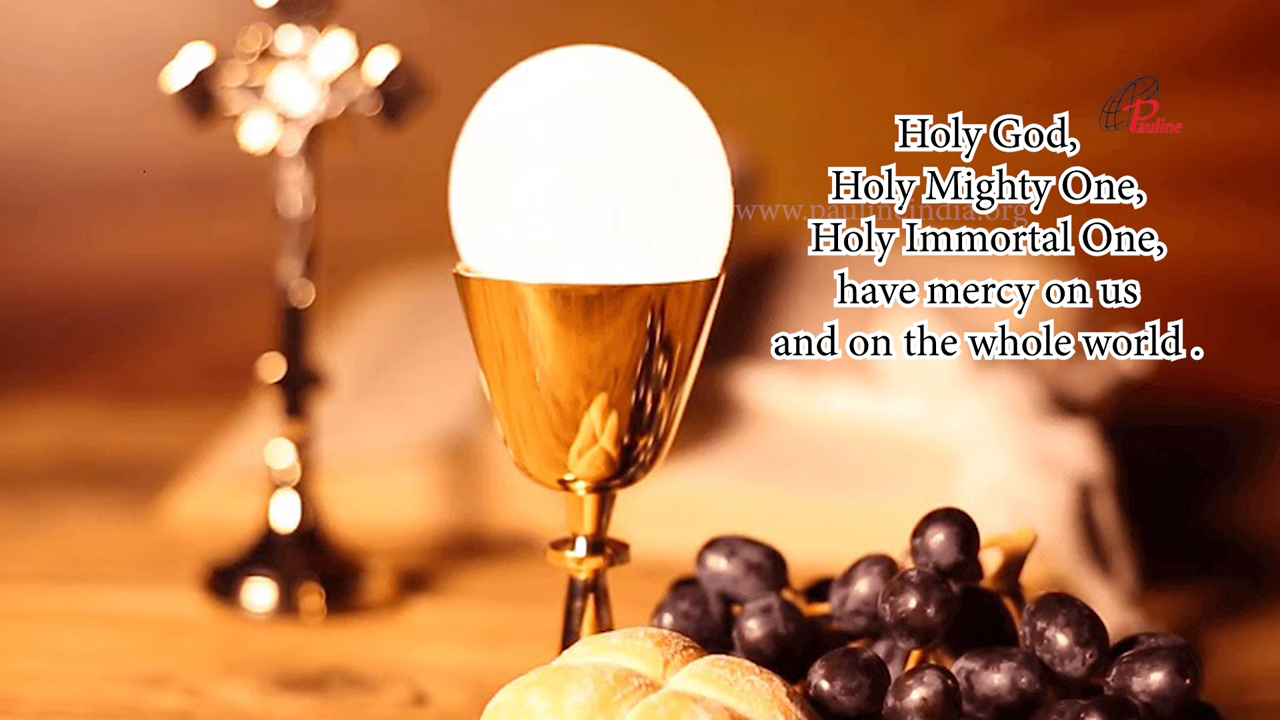 Pauline
Holy God,
Holy Mighty One,
www.paulineindia.org
Holy Immortal One,
have mercy on us
and on the whole world .